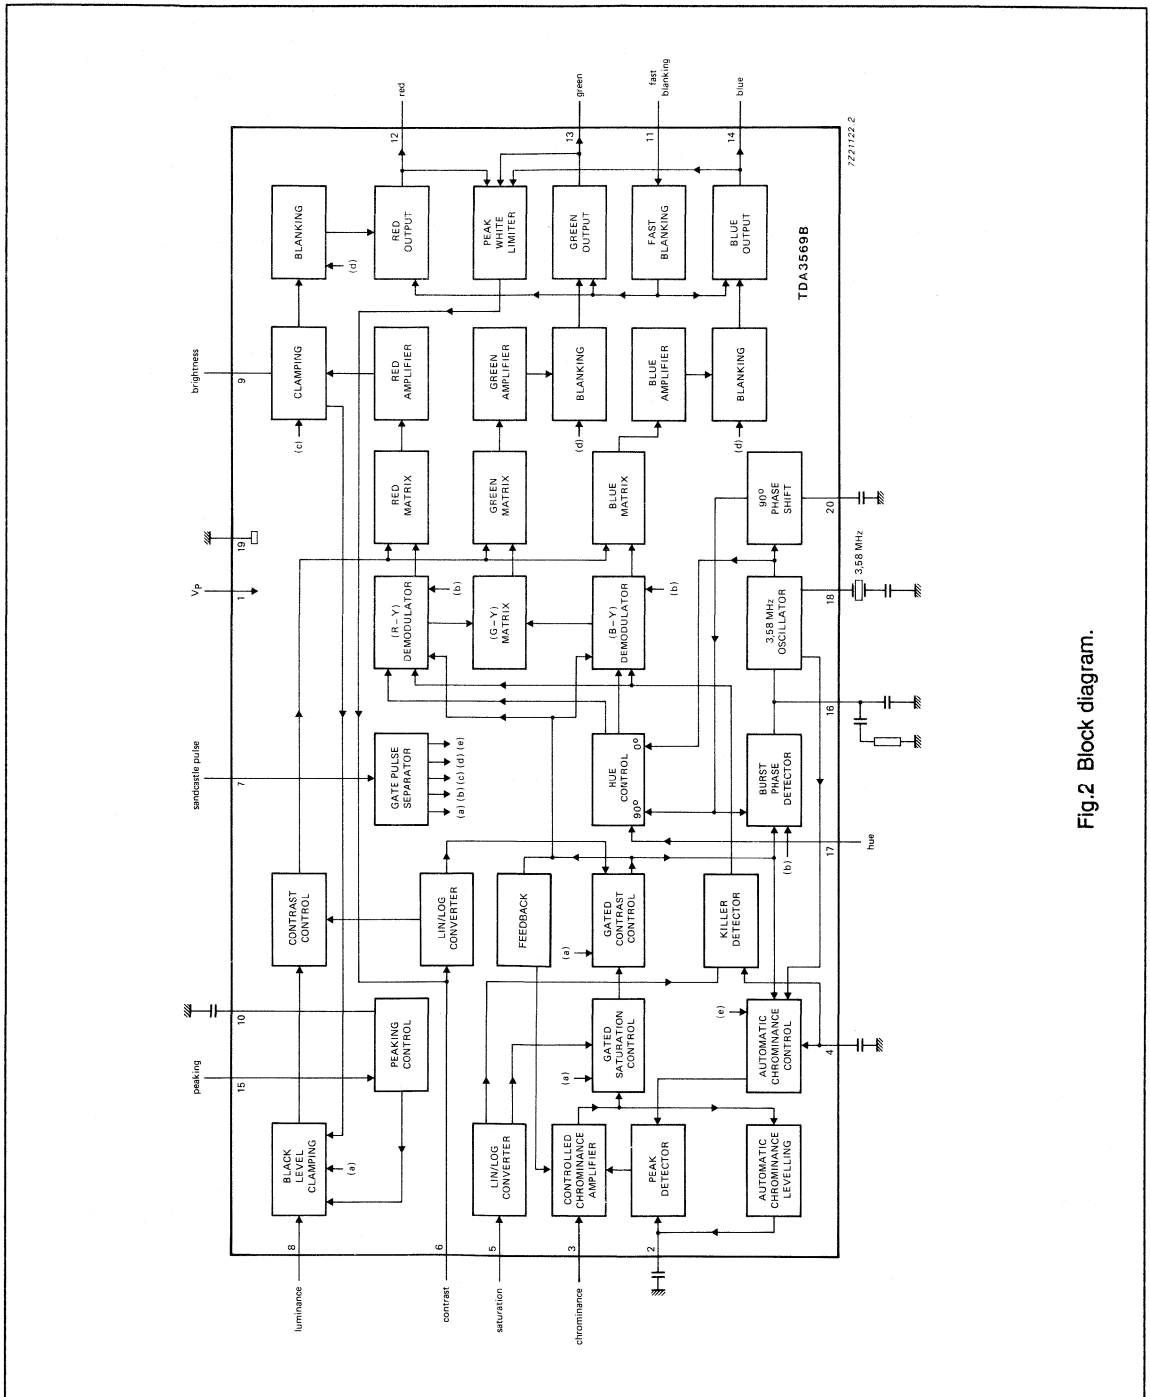 red
green
fast
blanking
blue
12
13
11
14
7Z21122.2
BLANKING
(d)
RED
OUTPUT
PEAK
WHITE
LIMITER
GREEN
OUTPUT
FAST
BLANKING
BLUE
OUTPUT
TDA3569B
brightness
9
CLAMPING
(c)
RED
AMPLIFIER
GREEN
AMPLIFIER
BLANKING
(d)
BLUE
AMPLIFIER
BLANKING
(d)
RED
MATRIX
GREEN
MATRIX
BLUE
MATRIX
90º
PHASE
SHIFT
20
19
VP
1
(R–Y)
DEMODULATOR
(b)
(G–Y)
MATRIX
(B–Y)
DEMODULATOR
(b)
3,58 MHz
OSCILLATOR
18
3,58 MHz
16
sandcastle pulse
7
GATE PULSE
SEPARATOR
(a) (b) (c) (d) (e)
HUE
CONTROL
90º
0º
BURST
PHASE
DETECTOR
(b)
17
hue
CONTRAST
CONTROL
LIN/LOG
CONVERTER
FEEDBACK
GATED
CONTRAST
CONTROL
(a)
KILLER
DETECTOR
10
peaking
15
PEAKING
CONTROL
GATED
SATURATION
CONTROL
(a)
AUTOMATIC
CHROMINANCE
CONTROL
(e)
4
BLACK
LEVEL
CLAMPING
(a)
LIN/LOG
CONVERTER
CONTROLLED
CHROMINANCE
AMPLIFIER
PEAK
DETECTOR
AUTOMATIC
CHROMINANCE
LEVELLING
8
6
5
3
2
luminance
contrast
saturation
chrominance
Fig.2 Block diagram.